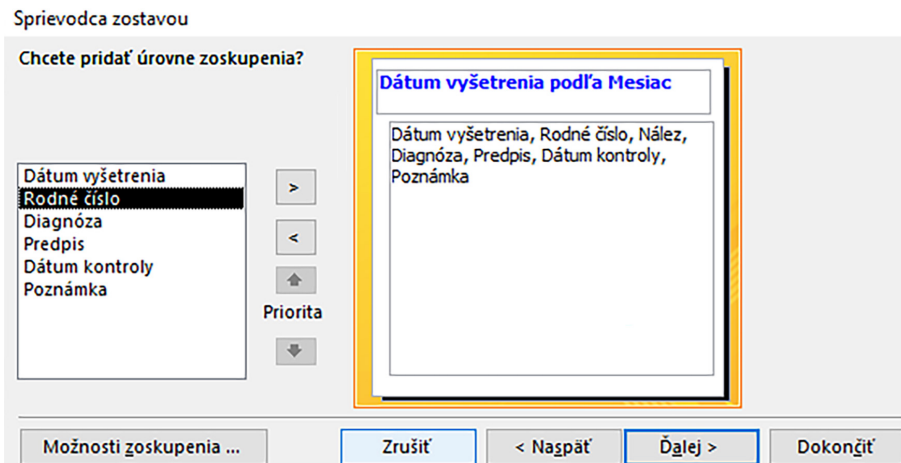 Sprievodca zostavou
Chcete pridať úrovne zoskupenia?
Dátum vyšetrenia
Rodné číslo
Diagnóza
Predpis
Dátum kontroly
Poznámka
>
<
Priorita
Dátum vyšetrenia podľa Mesiac
Dátum vyšetrenia, Rodné číslo, Nález,
Diagnóza, Predpis, Dátum kontroly,
Poznámka
Možnosti zoskupenia ...
Zrušiť
< Naspäť
Ďalej >
Dokončiť